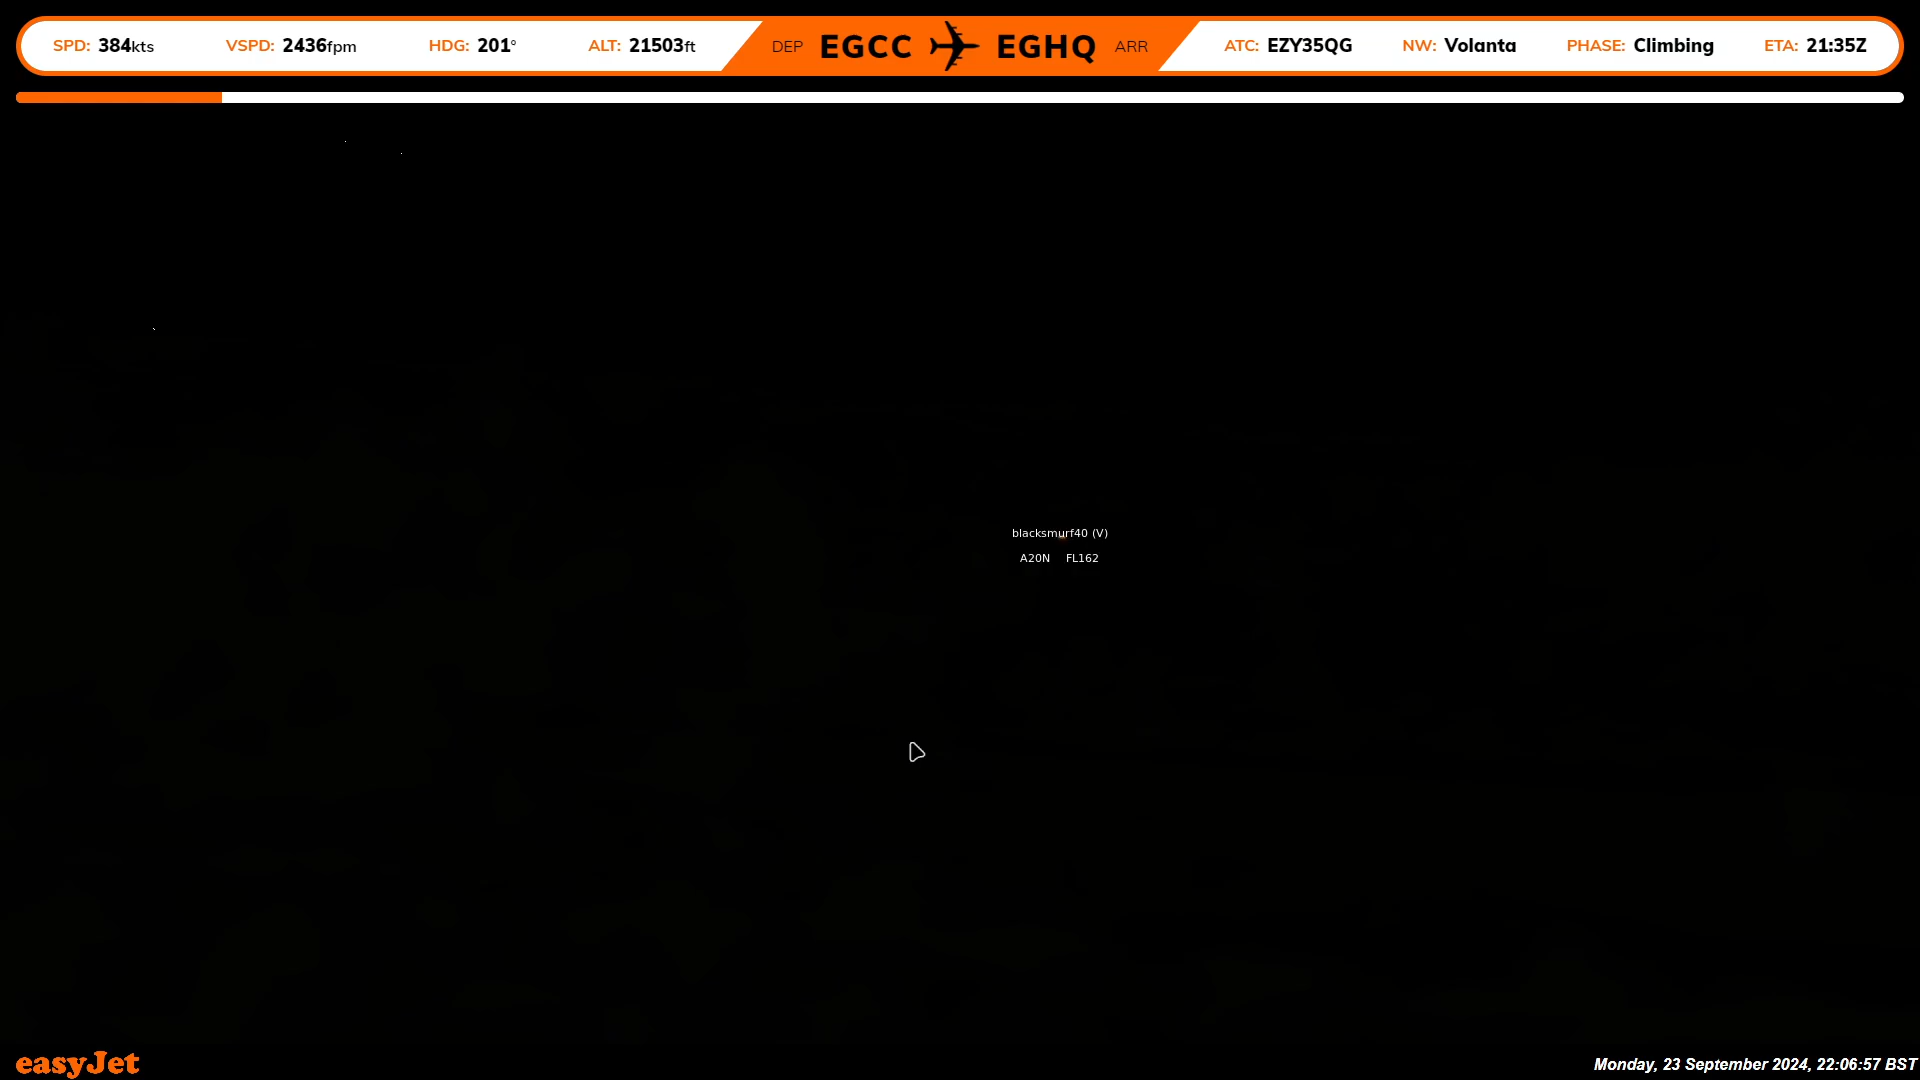 SPD: 384kts VSPD: 2436fpm HDG: 201° ALT: 21503ft DEP EGCC EGHQ ARR ATC: EZY35QG NW: Volanta PHASE: Climbing ETA: 21:35Z
blacksmurf40 (V)
A20N FL162
easyJet
Monday, 23 September 2024, 22:06:57 BST